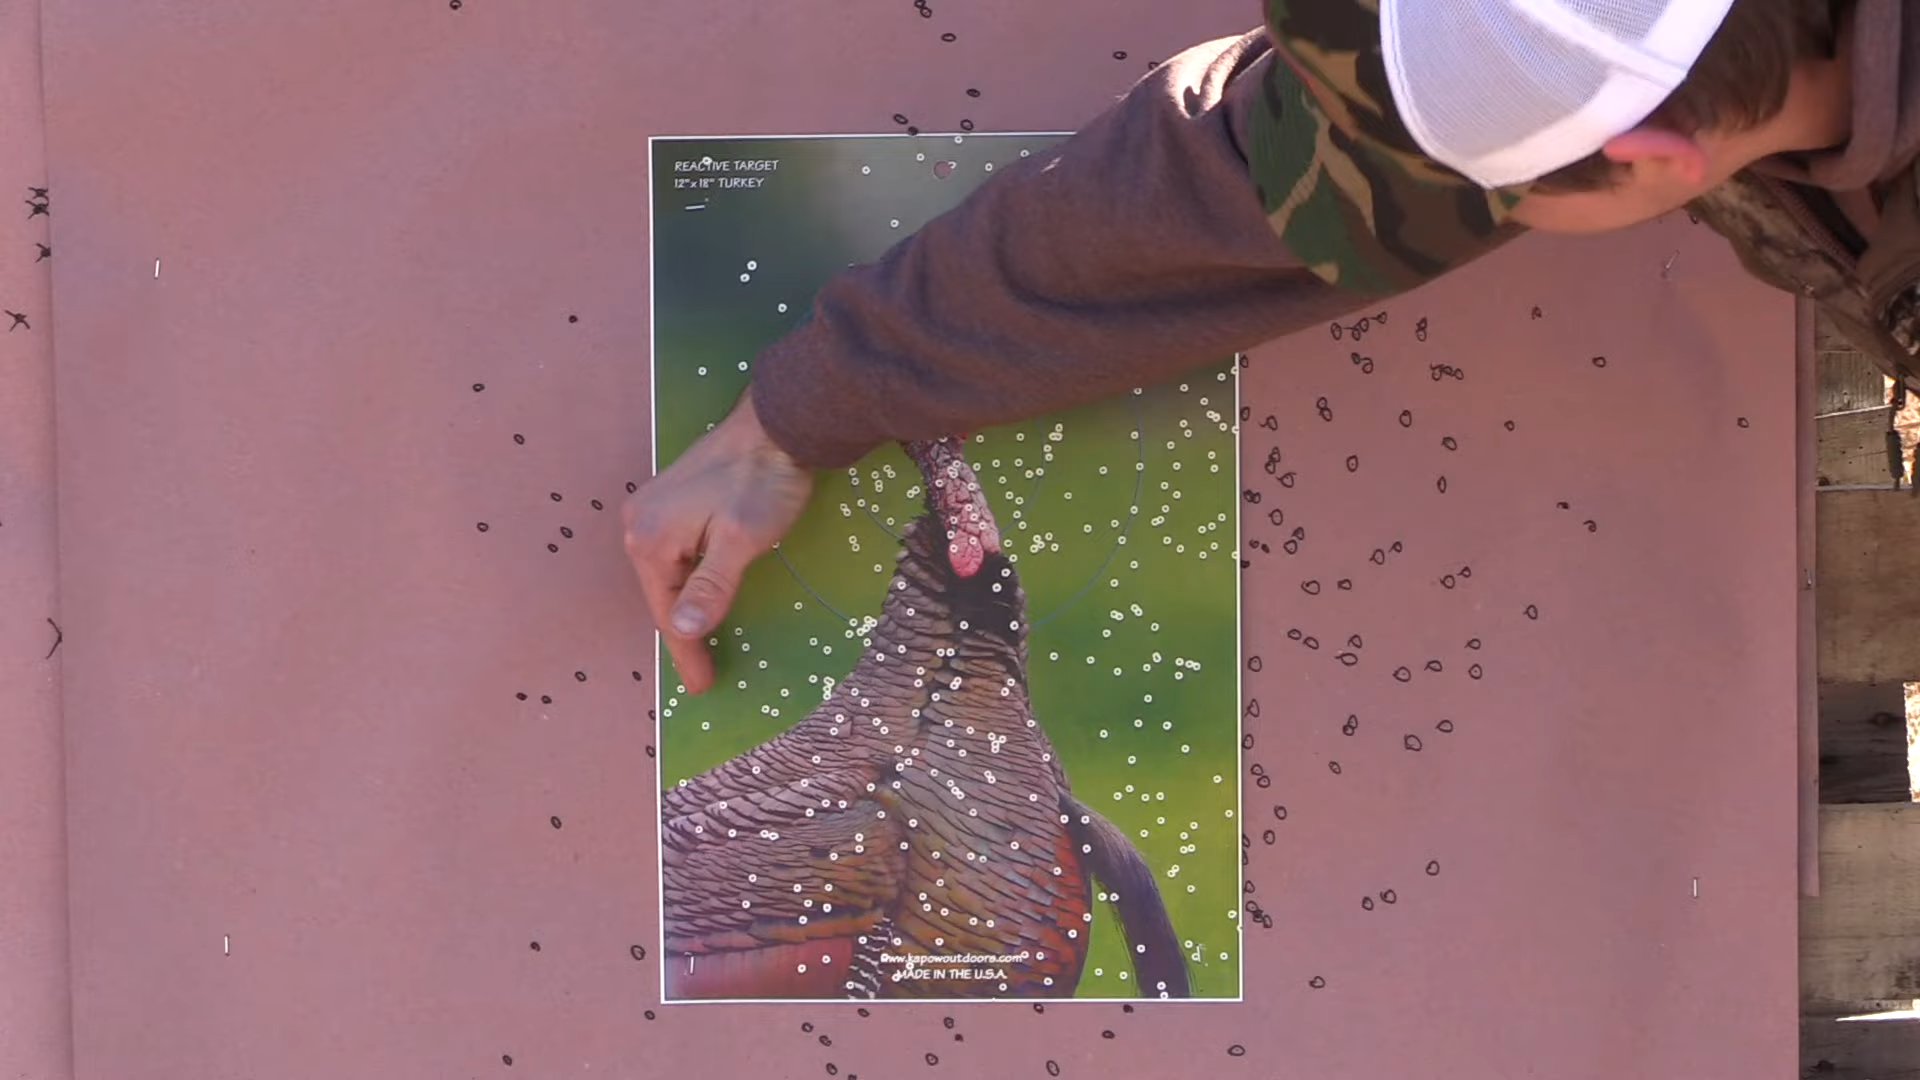 REACTIVE TARGET
12"x18" TURKEY
www.kapowoutdoors.com
MADE IN THE U.S.A.